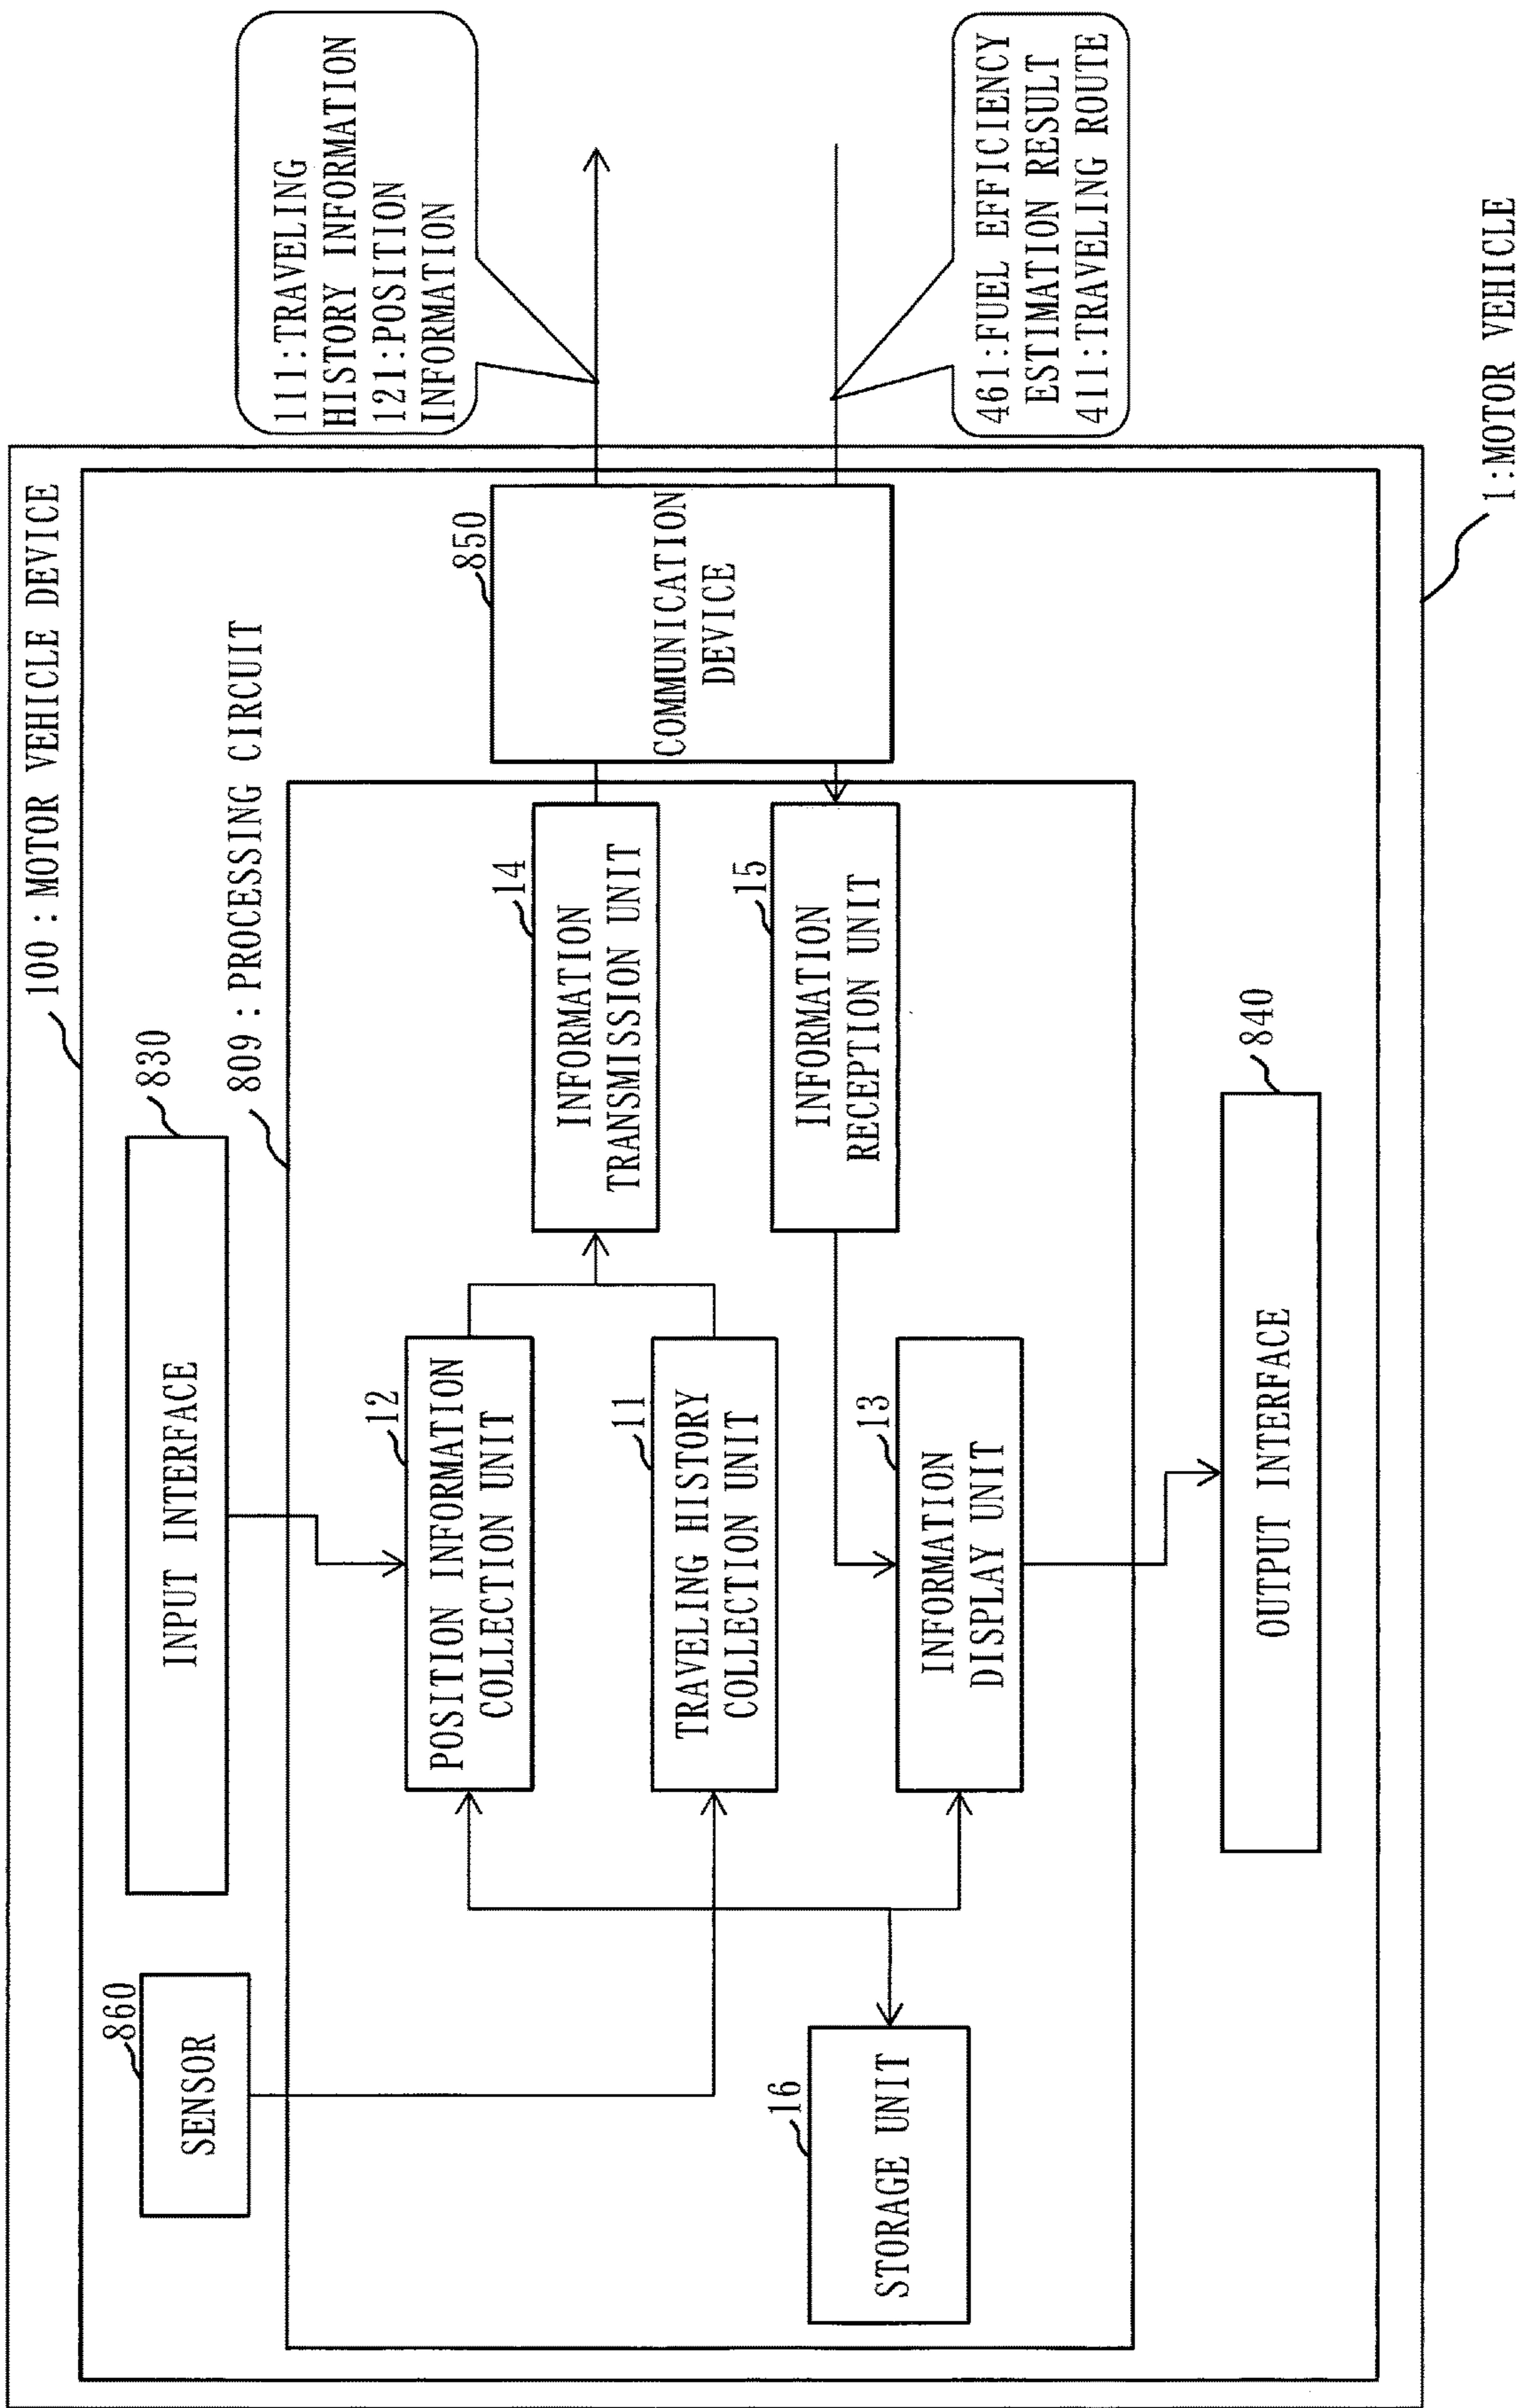 100:MOTOR VEHICLE DEVICE
860
SENSOR
INPUT INTERFACE
830
809:PROCESSING CIRCUIT
12
POSITION INFORMATION
COLLECTION UNIT
11
TRAVELING HISTORY
COLLECTION UNIT
13
INFORMATION
DISPLAY UNIT
16
STORAGE UNIT
14
INFORMATION
TRANSMISSION UNIT
15
INFORMATION
RECEPTION UNIT
850
COMMUNICATION
DEVICE
840
OUTPUT INTERFACE
111:TRAVELING
HISTORY INFORMATION
121:POSITION
INFORMATION
461:FUEL EFFICIENCY
ESTIMATION RESULT
411:TRAVELING ROUTE
1:MOTOR VEHICLE